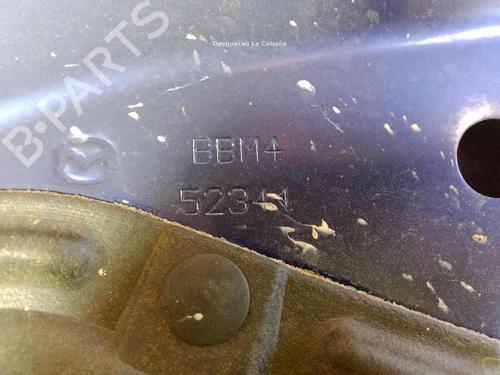 Desguaces La Cabaña
B-PARTS
BBM4
52341